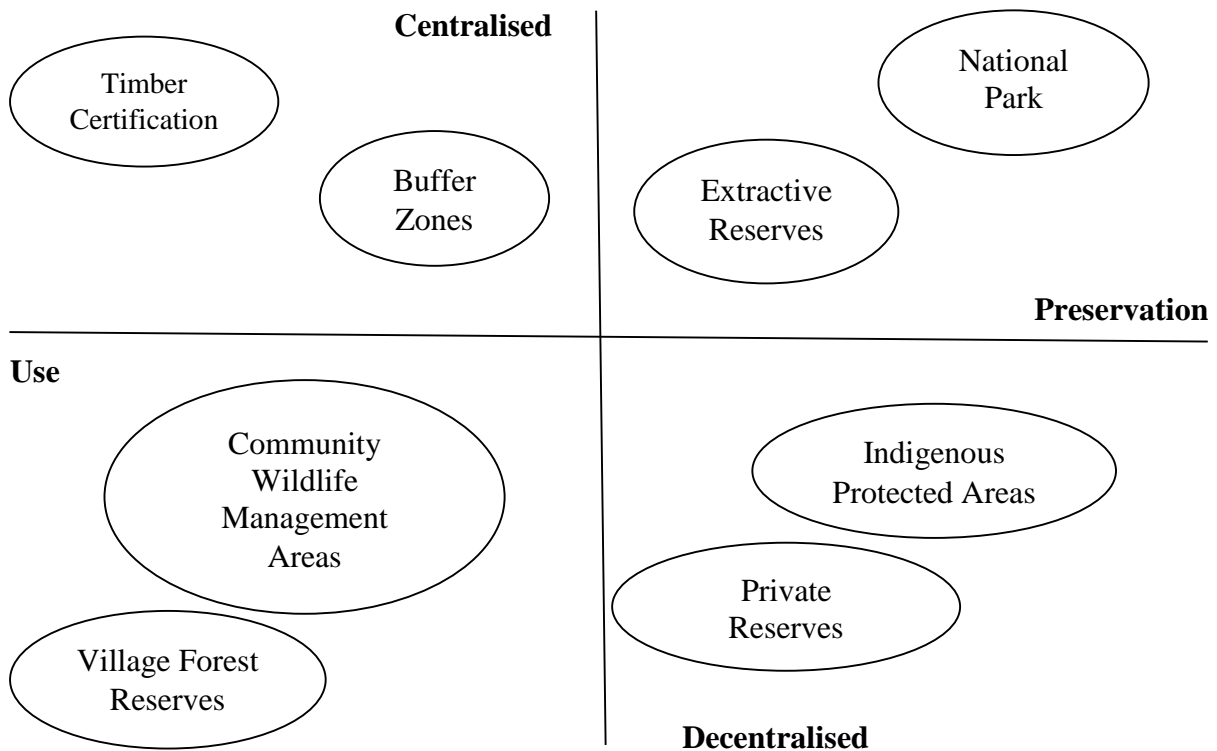 Centralised
Timber
Certification
National
Park
Buffer
Zones
Extractive
Reserves
Preservation
Use
Community
Wildlife
Management
Areas
Indigenous
Protected Areas
Private
Reserves
Village Forest
Reserves
Decentralised